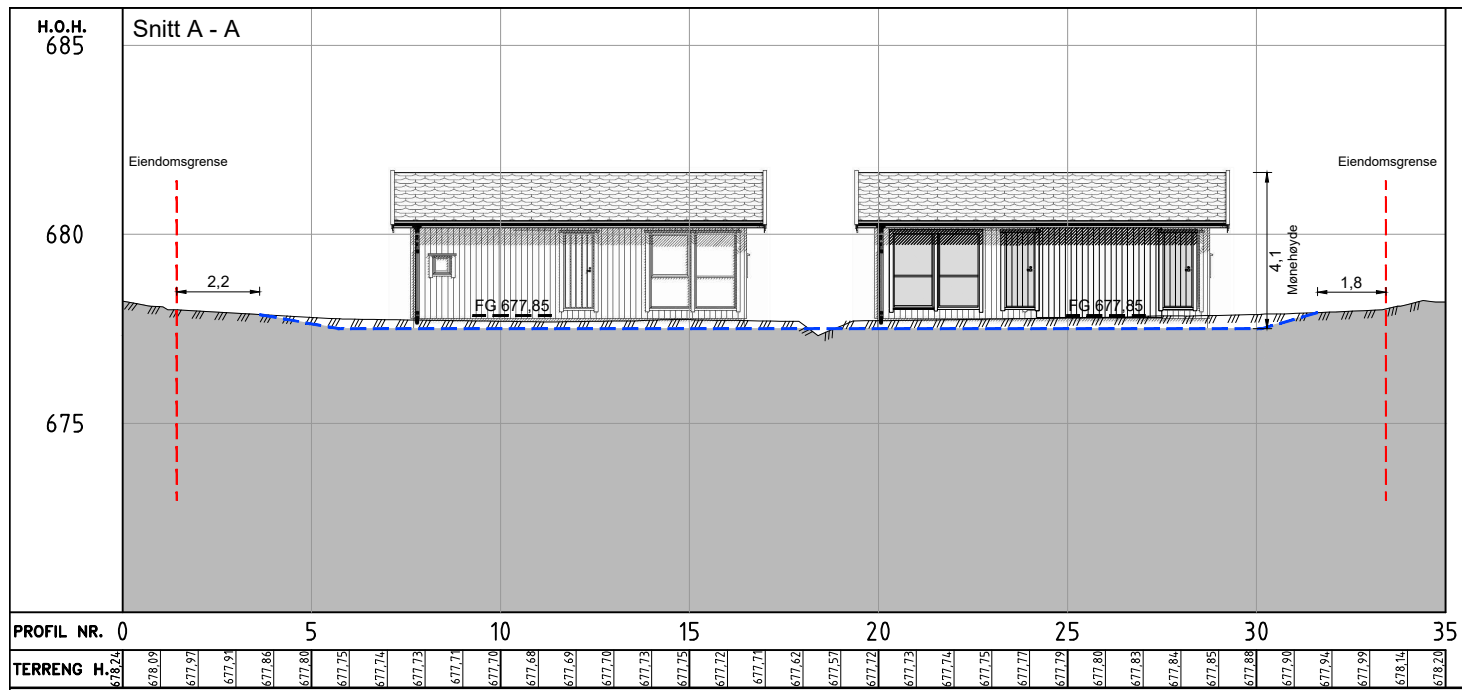 H.O.H.
Snitt A - A
685
Eiendomsgrense
Eiendomsgrense
680
2,2
4,1
Mønehøyde
1,8
FG 677,85
FG 677,85
675
PROFIL NR. 0 5 10 15 20 25 30 35
TERRENG H. 678,24 678,09 677,97 677,91 677,86 677,80 677,75 677,74 677,73 677,71 677,70 677,68 677,69 677,70 677,73 677,75 677,72 677,71 677,62 677,57 677,72 677,73 677,74 677,75 677,77 677,79 677,80 677,83 677,84 677,85 677,88 677,90 677,94 677,99 678,14 678,20